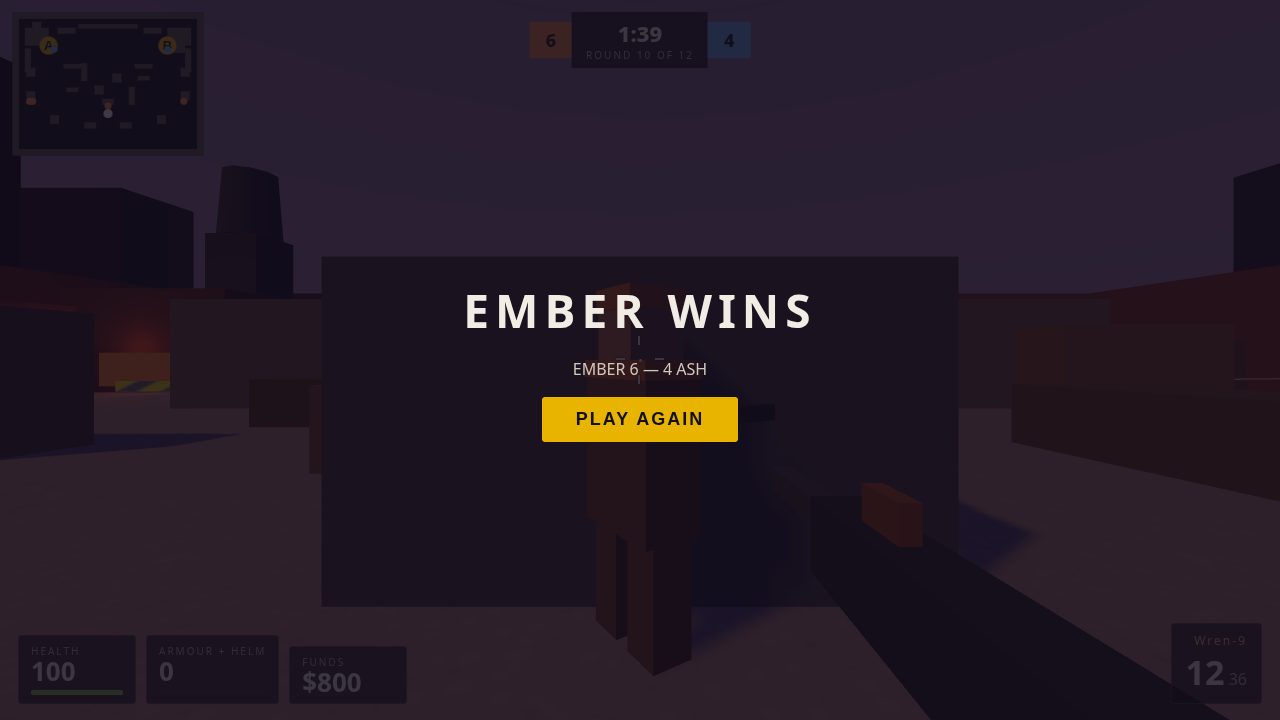 A
B
6
1:39
4
ROUND 10 OF 12
EMBER WINS
EMBER 6 — 4 ASH
PLAY AGAIN
HEALTH
100
ARMOUR + HELM
0
FUNDS
$800
Wren-9
12 36